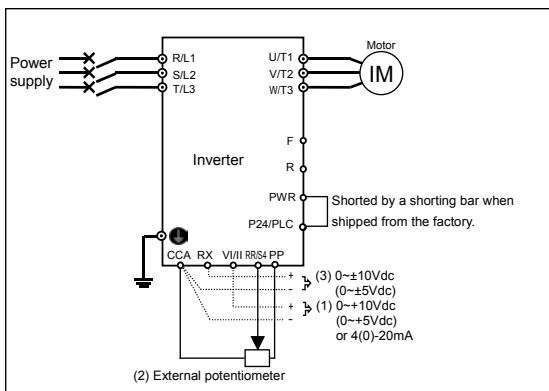 Power
supply
R/L1
S/L2
T/L3
U/T1
V/T2
W/T3
Motor
IM
F
R
Inverter
PWR
P24/PLC
Shorted by a shorting bar when
shipped from the factory.
CCA RX VI/II RR/S4 PP
+ (3) 0~±10Vdc
- (0~±5Vdc)
+ (1) 0~+10Vdc
- (0~+5Vdc)
or 4(0)-20mA
(2) External potentiometer